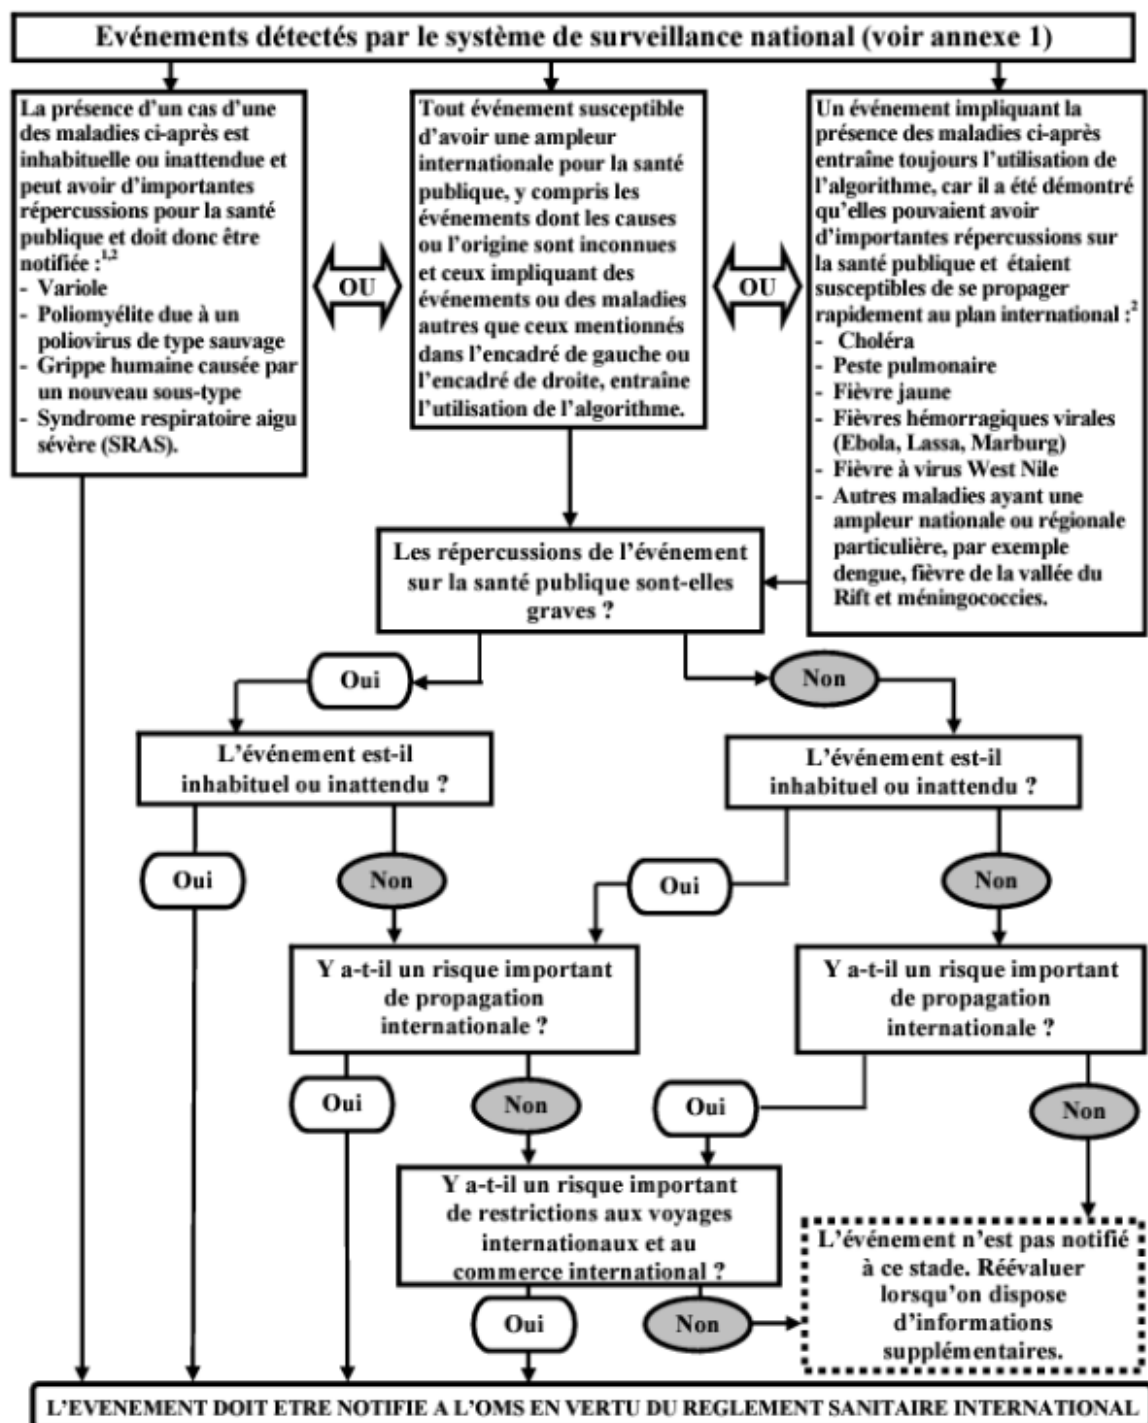 Evénements détectés par le système de surveillance national (voir annexe 1)
La présence d'un cas d'une
des maladies ci-après est
inhabituelle ou inattendue et
peut avoir d'importantes
répercussions pour la santé
publique et doit donc être
notifiée :1,2
- Variole
- Poliomyélite due à un
poliovirus de type sauvage
- Grippe humaine causée par
un nouveau sous-type
- Syndrome respiratoire aigu
sévère (SRAS).
OU
Tout événement susceptible
d'avoir une ampleur
internationale pour la santé
publique, y compris les
événements dont les causes
ou l'origine sont inconnues
et ceux impliquant des
événements ou des maladies
autres que ceux mentionnés
dans l'encadré de gauche ou
l'encadré de droite, entraîne
l'utilisation de l'algorithme.
OU
Un événement impliquant la
présence des maladies ci-après
entraîne toujours l'utilisation de
l'algorithme, car il a été démontré
qu'elles pouvaient avoir
d'importantes répercussions sur
la santé publique et étaient
susceptibles de se propager
rapidement au plan international :2
- Choléra
- Peste pulmonaire
- Fièvre jaune
- Fièvres hémorragiques virales
(Ebola, Lassa, Marburg)
- Fièvre à virus West Nile
- Autres maladies ayant une
ampleur nationale ou régionale
particulière, par exemple
dengue, fièvre de la vallée du
Rift et méningococcies.
Les répercussions de l'événement
sur la santé publique sont-elles
graves ?
Oui
Non
L'événement est-il
inhabituel ou inattendu ?
L'événement est-il
inhabituel ou inattendu ?
Oui
Non
Oui
Non
Y a-t-il un risque important
de propagation
internationale ?
Y a-t-il un risque important
de propagation
internationale ?
Oui
Non
Oui
Non
Y a-t-il un risque important
de restrictions aux voyages
internationaux et au
commerce international ?
L'événement n'est pas notifié
à ce stade. Réévaluer
lorsqu'on dispose
d'informations
supplémentaires.
Oui
Non
L'EVENEMENT DOIT ETRE NOTIFIE A L'OMS EN VERTU DU REGLEMENT SANITAIRE INTERNATIONAL